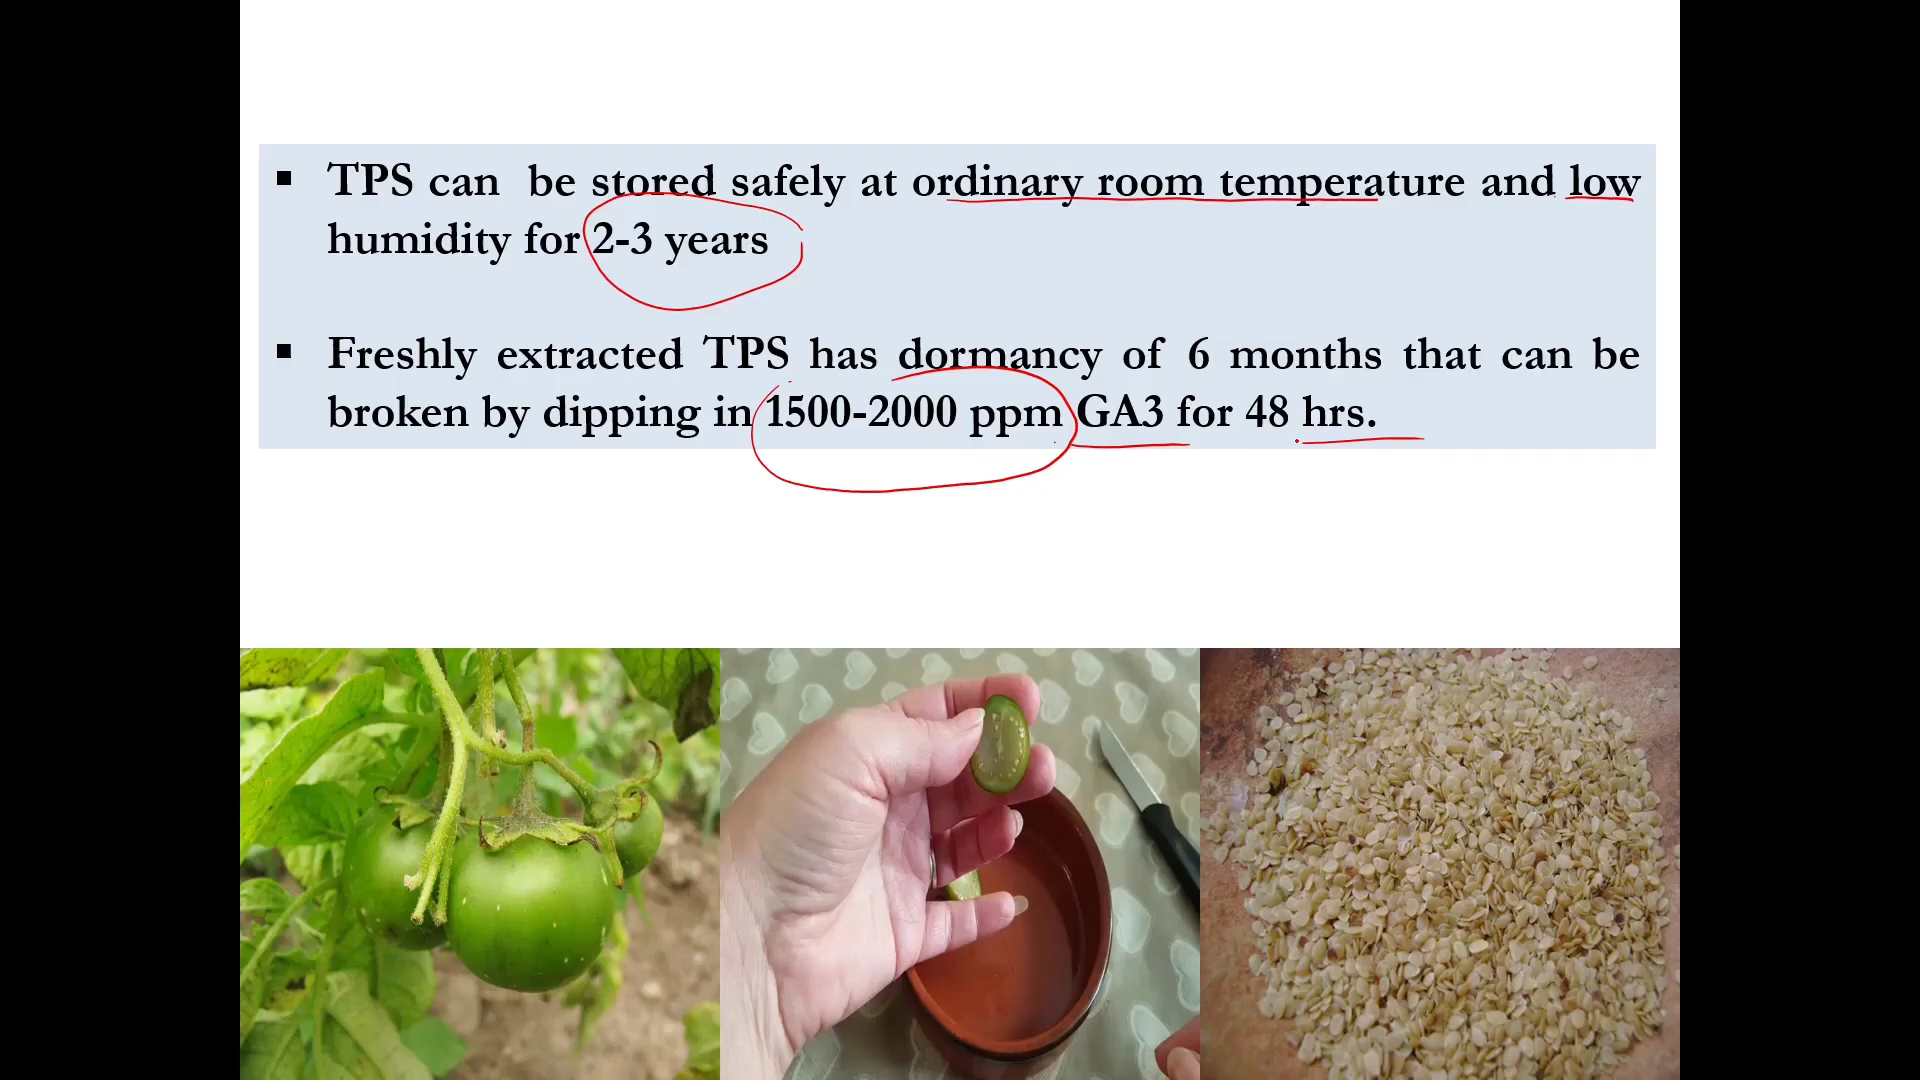 ▪ TPS can be stored safely at ordinary room temperature and low
humidity for 2-3 years
▪ Freshly extracted TPS has dormancy of 6 months that can be
broken by dipping in 1500-2000 ppm GA3 for 48 hrs.